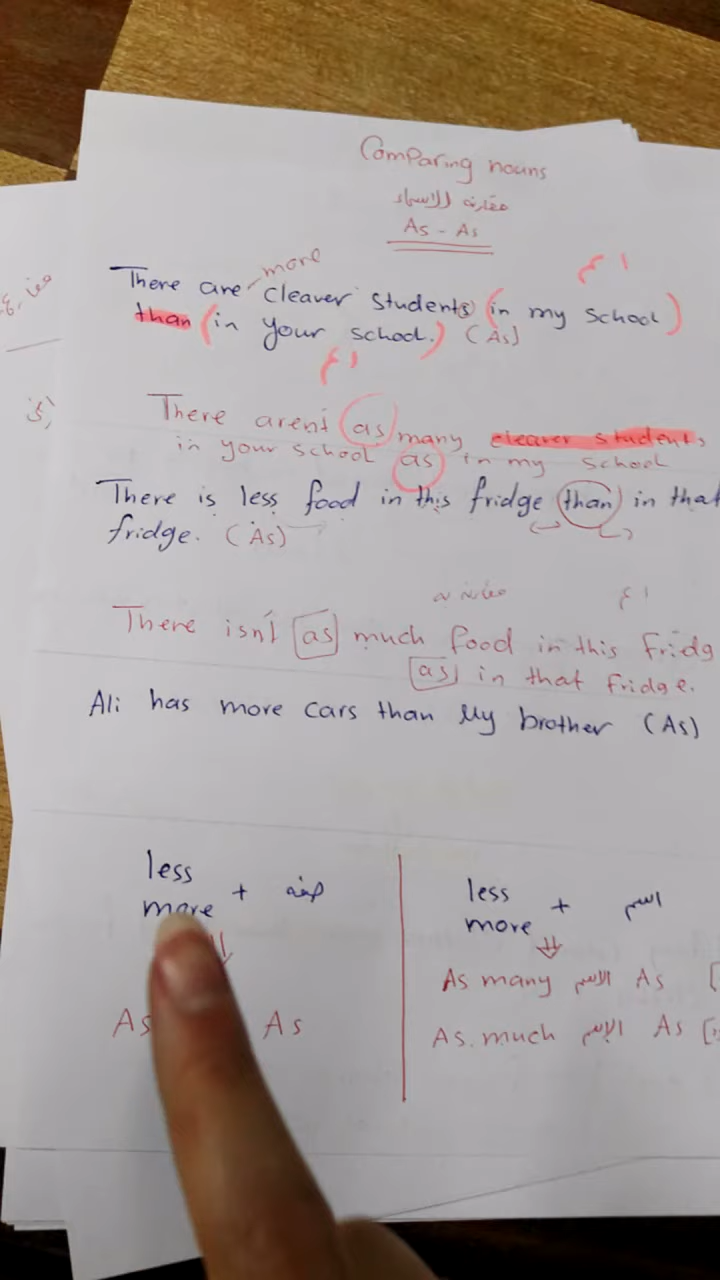 Comparing nouns
مقارنة الاسماء
As - As
more
There are cleaver students (in my school)
than (in your school.) (As)
There aren't as many cleaver students
in your school as in my school
There is less food in this fridge than in that
fridge. (As)
مقارنة
There isn't as much food in this fridg
as in that fridge.
Ali has more cars than My brother (As)
less
more + صفة
As As
less
more + اسم
As many الاسم As
As much الاسم As